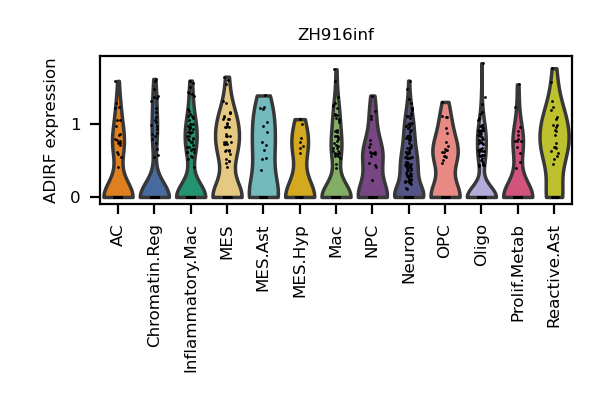 ZH916inf
ADIRF expression
1
0
AC
Chromatin.Reg
Inflammatory.Mac
MES
MES.Ast
MES.Hyp
Mac
NPC
Neuron
OPC
Oligo
Prolif.Metab
Reactive.Ast